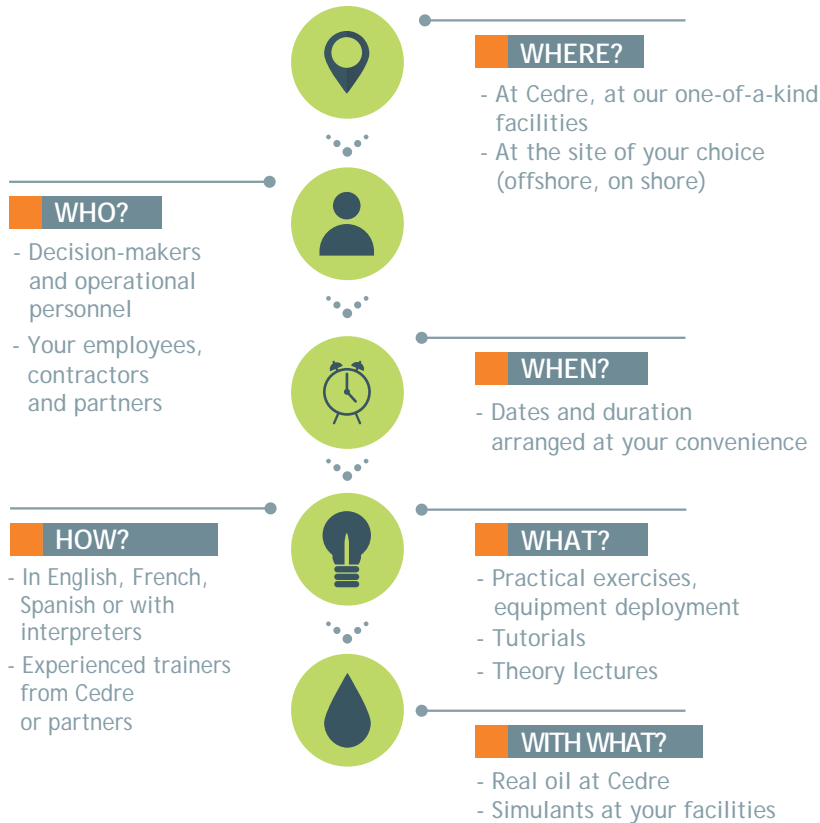 WHERE?
- At Cedre, at our one-of-a-kind
facilities
- At the site of your choice
(offshore, on shore)
WHO?
- Decision-makers
and operational
personnel
- Your employees,
contractors
and partners
WHEN?
- Dates and duration
arranged at your convenience
HOW?
- In English, French,
Spanish or with
interpreters
- Experienced trainers
from Cedre
or partners
WHAT?
- Practical exercises,
equipment deployment
- Tutorials
- Theory lectures
WITH WHAT?
- Real oil at Cedre
- Simulants at your facilities